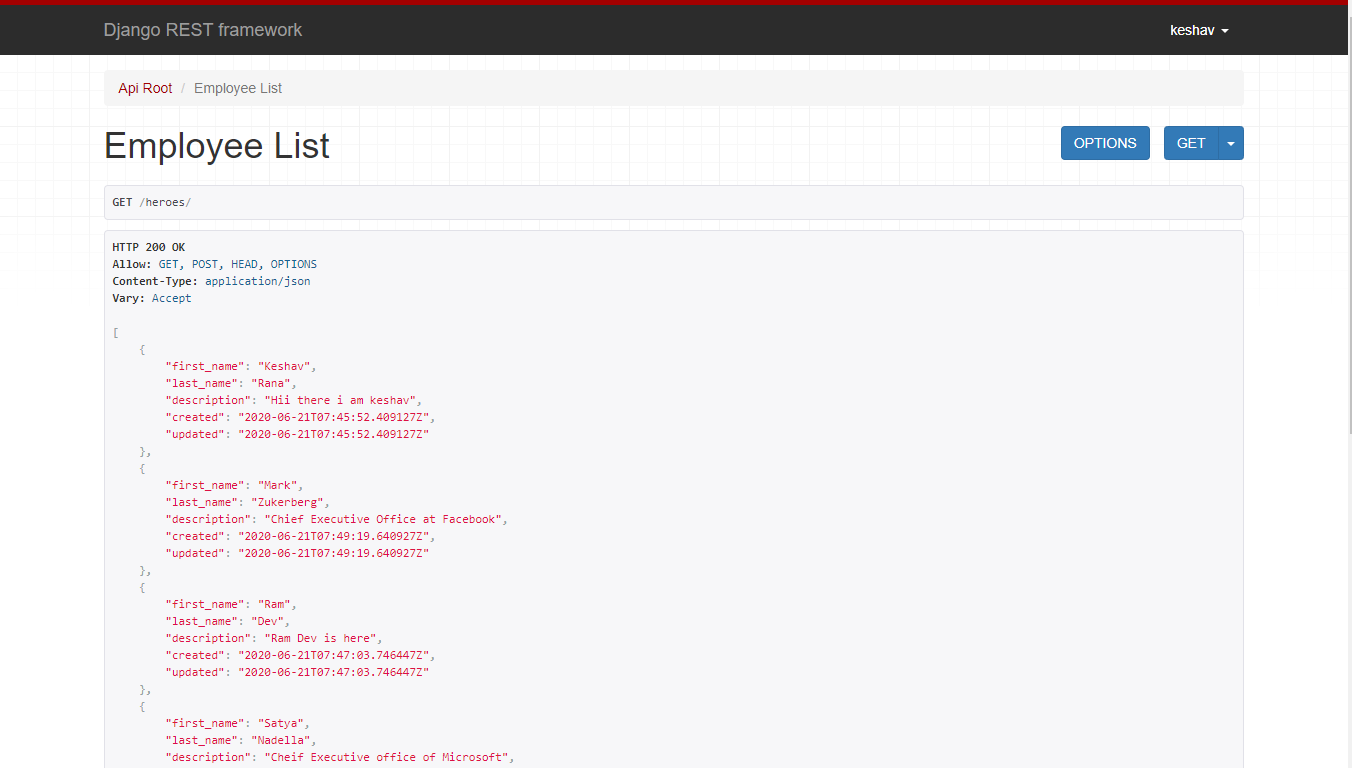 Django REST framework
keshav
Api Root / Employee List
Employee List
OPTIONS
GET
GET /heroes/
HTTP 200 OK
Allow: GET, POST, HEAD, OPTIONS
Content-Type: application/json
Vary: Accept
[
    {
        "first_name": "Keshav",
        "last_name": "Rana",
        "description": "Hii there i am keshav",
        "created": "2020-06-21T07:45:52.409127Z",
        "updated": "2020-06-21T07:45:52.409127Z"
    },
    {
        "first_name": "Mark",
        "last_name": "Zukerberg",
        "description": "Chief Executive Office at Facebook",
        "created": "2020-06-21T07:49:19.640927Z",
        "updated": "2020-06-21T07:49:19.640927Z"
    },
    {
        "first_name": "Ram",
        "last_name": "Dev",
        "description": "Ram Dev is here",
        "created": "2020-06-21T07:47:03.746447Z",
        "updated": "2020-06-21T07:47:03.746447Z"
    },
    {
        "first_name": "Satya",
        "last_name": "Nadella",
        "description": "Cheif Executive office of Microsoft",